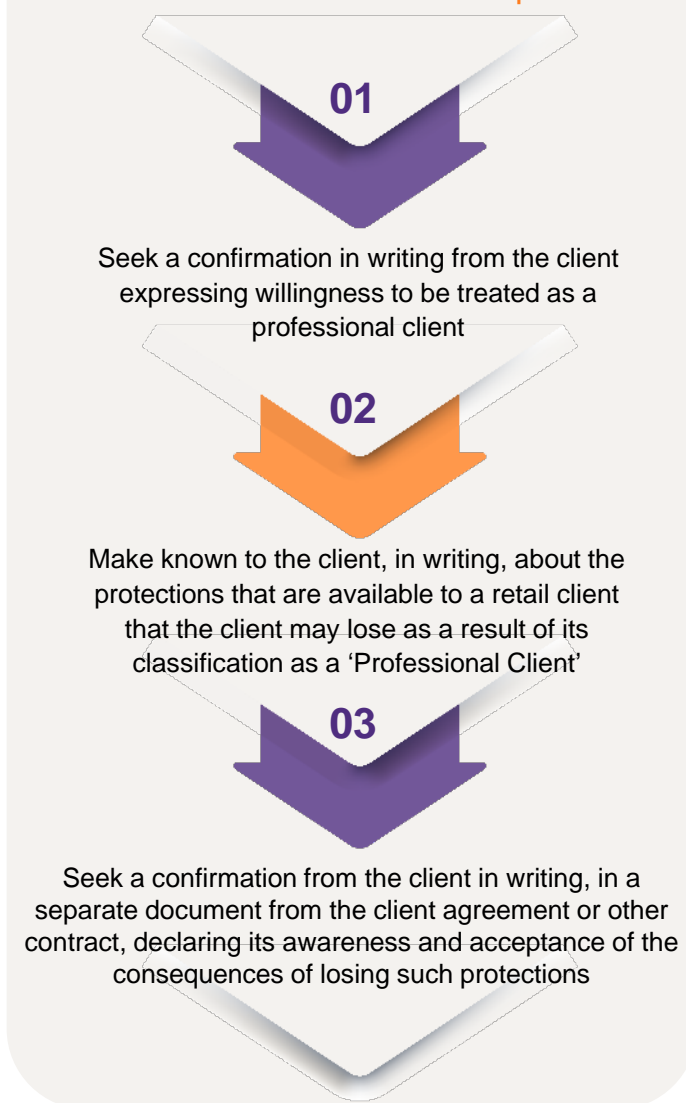 01
Seek a confirmation in writing from the client
expressing willingness to be treated as a
professional client
02
Make known to the client, in writing, about the
protections that are available to a retail client
that the client may lose as a result of its
classification as a ‘Professional Client’
03
Seek a confirmation from the client in writing, in a
separate document from the client agreement or other
contract, declaring its awareness and acceptance of the
consequences of losing such protections